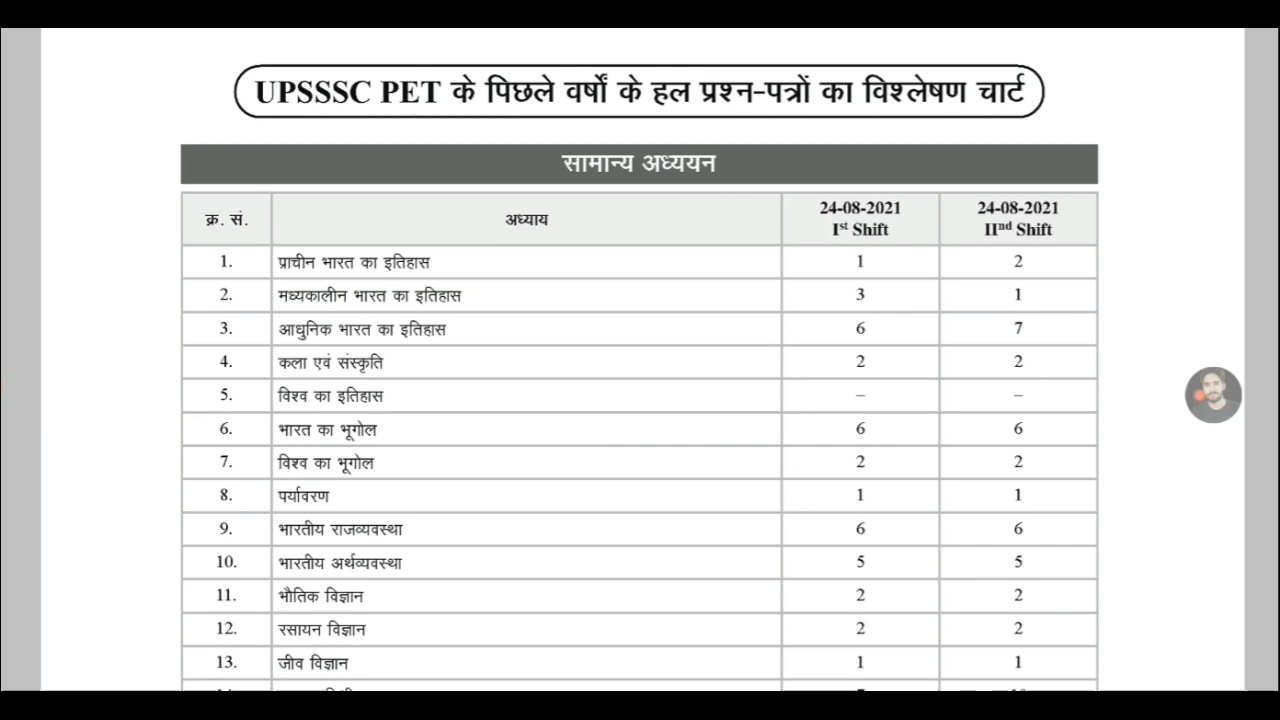 UPSSSC PET के पिछले वर्षों के हल प्रश्न-पत्रों का विश्लेषण चार्ट
सामान्य अध्ययन
क्र. सं. अध्याय 24-08-2021 Ist Shift 24-08-2021 IInd Shift
1. प्राचीन भारत का इतिहास 1 2
2. मध्यकालीन भारत का इतिहास 3 1
3. आधुनिक भारत का इतिहास 6 7
4. कला एवं संस्कृति 2 2
5. विश्व का इतिहास – –
6. भारत का भूगोल 6 6
7. विश्व का भूगोल 2 2
8. पर्यावरण 1 1
9. भारतीय राजव्यवस्था 6 6
10. भारतीय अर्थव्यवस्था 5 5
11. भौतिक विज्ञान 2 2
12. रसायन विज्ञान 2 2
13. जीव विज्ञान 1 1